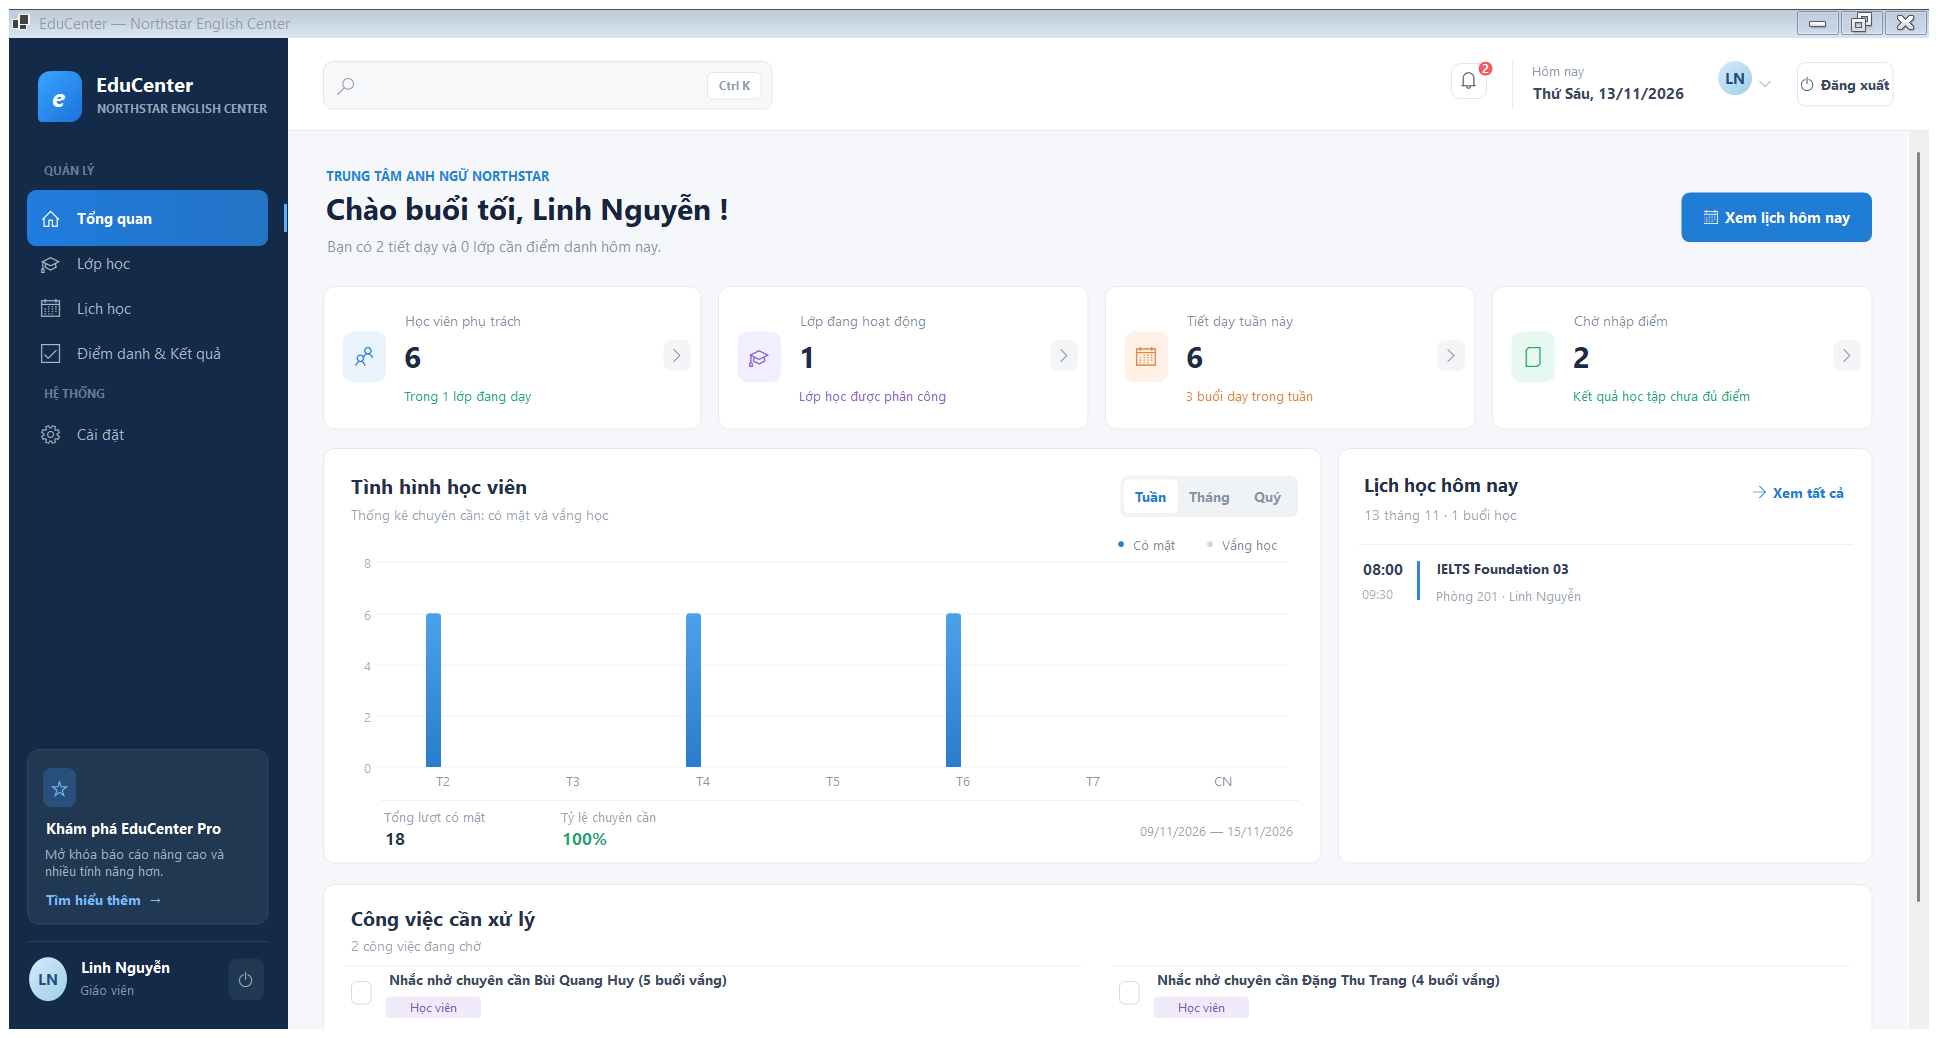 EduCenter — Northstar English Center
e
EduCenter
NORTHSTAR ENGLISH CENTER
QUẢN LÝ
Tổng quan
Lớp học
Lịch học
Điểm danh & Kết quả
HỆ THỐNG
Cài đặt
Khám phá EduCenter Pro
Mở khóa báo cáo nâng cao và
nhiều tính năng hơn.
Tìm hiểu thêm →
LN
Linh Nguyễn
Giáo viên
Ctrl K
2
Hôm nay
Thứ Sáu, 13/11/2026
LN
Đăng xuất
TRUNG TÂM ANH NGỮ NORTHSTAR
Chào buổi tối, Linh Nguyễn !
Bạn có 2 tiết dạy và 0 lớp cần điểm danh hôm nay.
Xem lịch hôm nay
Học viên phụ trách
6
Trong 1 lớp đang dạy
Lớp đang hoạt động
1
Lớp học được phân công
Tiết dạy tuần này
6
3 buổi dạy trong tuần
Chờ nhập điểm
2
Kết quả học tập chưa đủ điểm
Tình hình học viên
Thống kê chuyên cần: có mặt và vắng học
Tuần Tháng Quý
Có mặt Vắng học
8
6
4
2
0
T2 T3 T4 T5 T6 T7 CN
Tổng lượt có mặt
18
Tỷ lệ chuyên cần
100%
09/11/2026 — 15/11/2026
Lịch học hôm nay
13 tháng 11 · 1 buổi học
Xem tất cả
08:00
09:30
IELTS Foundation 03
Phòng 201 · Linh Nguyễn
Công việc cần xử lý
2 công việc đang chờ
Nhắc nhở chuyên cần Bùi Quang Huy (5 buổi vắng)
Học viên
Nhắc nhở chuyên cần Đặng Thu Trang (4 buổi vắng)
Học viên